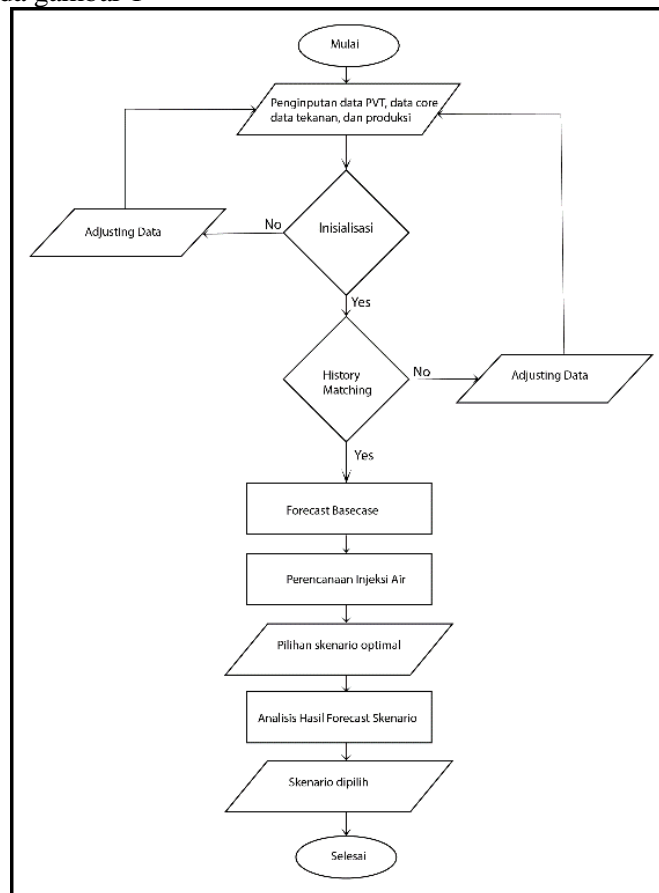 da gambar 1
Mulai
Penginputan data PVT, data core
data tekanan, dan produksi
Inisialisasi
No
Adjusting Data
Yes
History
Matching
No
Adjusting Data
Yes
Forecast Basecase
Perencanaan Injeksi Air
Pilihan skenario optimal
Analisis Hasil Forecast Skenario
Skenario dipilih
Selesai